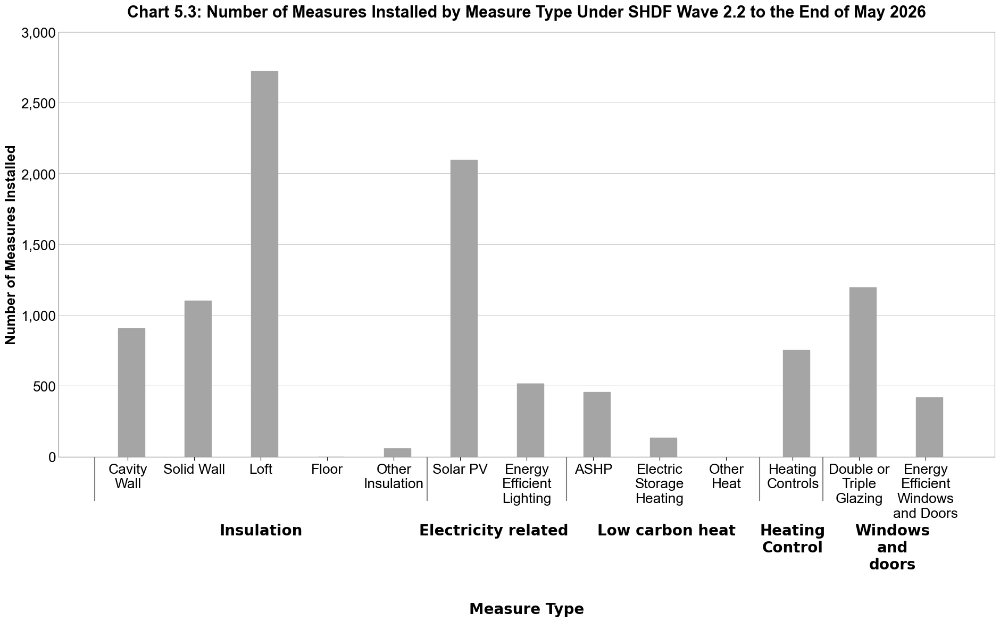 Chart 5.3: Number of Measures Installed by Measure Type Under SHDF Wave 2.2 to the End of May 2026
Number of Measures Installed
3,000
2,500
2,000
1,500
1,000
500
0
Cavity
Wall
Solid Wall
Loft
Floor
Other
Insulation
Solar PV
Energy
Efficient
Lighting
ASHP
Electric
Storage
Heating
Other
Heat
Heating
Controls
Double or
Triple
Glazing
Energy
Efficient
Windows
and Doors
Insulation
Electricity related
Low carbon heat
Heating
Control
Windows
and
doors
Measure Type